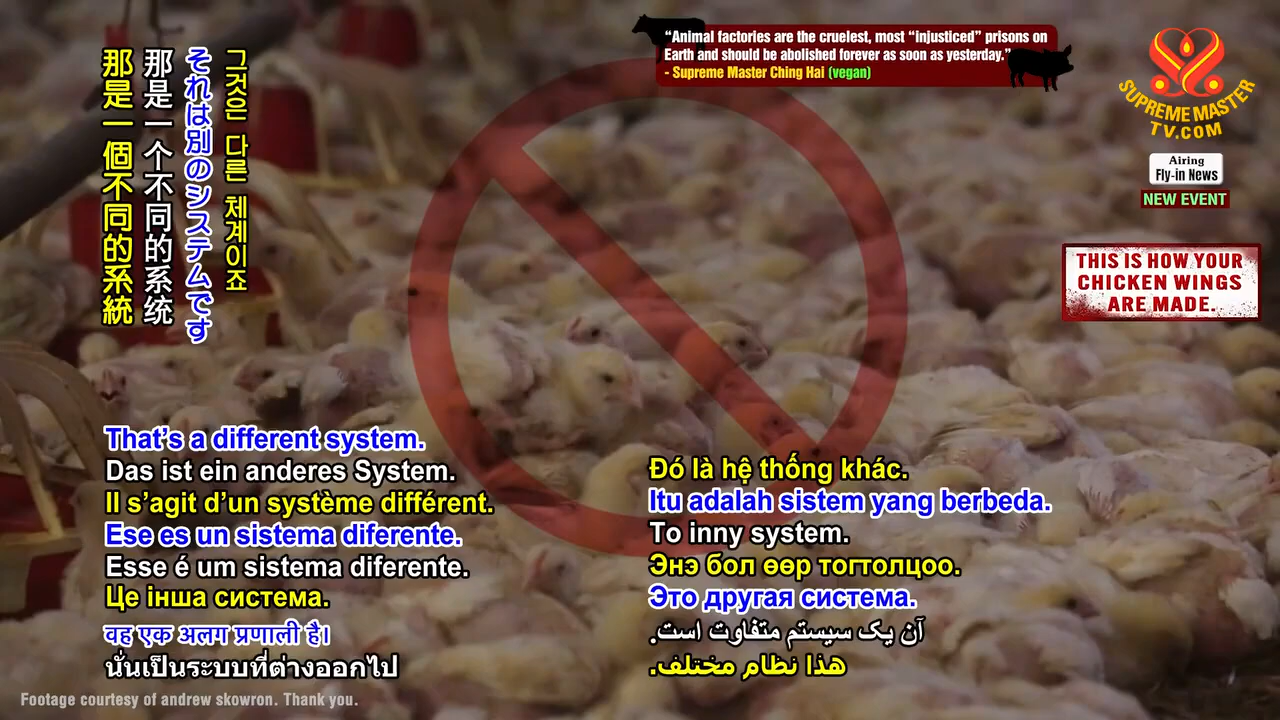 “Animal factories are the cruelest, most “injusticed” prisons on
Earth and should be abolished forever as soon as yesterday.”
- Supreme Master Ching Hai (vegan)
SUPREME MASTER
TV.COM
Airing
Fly-in News
NEW EVENT
THIS IS HOW YOUR
CHICKEN WINGS
ARE MADE.
그것은 다른 체계이죠
それは別のシステムです
那是一个不同的系统
那是一個不同的系統
That’s a different system.
Das ist ein anderes System.
Il s’agit d’un système différent.
Ese es un sistema diferente.
Esse é um sistema diferente.
Це інша система.
वह एक अलग प्रणाली है।
นั่นเป็นระบบที่ต่างออกไป
Đó là hệ thống khác.
Itu adalah sistem yang berbeda.
To inny system.
Энэ бол өөр тогтолцоо.
Это другая система.
آن یک سیستم متفاوت است.
هذا نظام مختلف.
Footage courtesy of andrew skowron. Thank you.